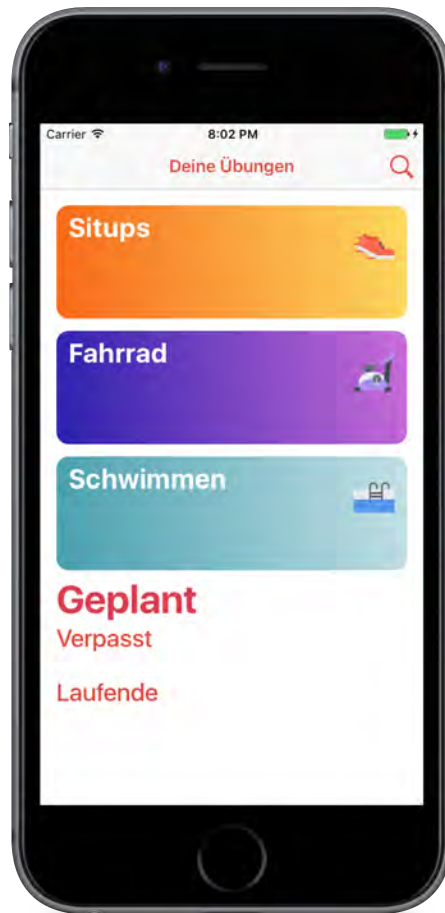 Carrier 8:02 PM
Deine Übungen
Situps
Fahrrad
Schwimmen
Geplant
Verpasst
Laufende